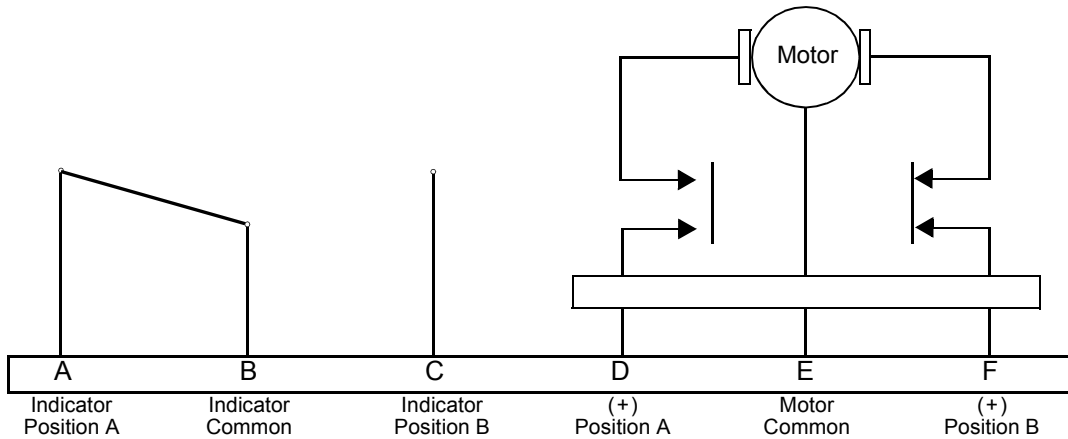 Motor
A B C D E F
Indicator Indicator Indicator (+) Motor (+)
Position A Common Position B Position A Common Position B